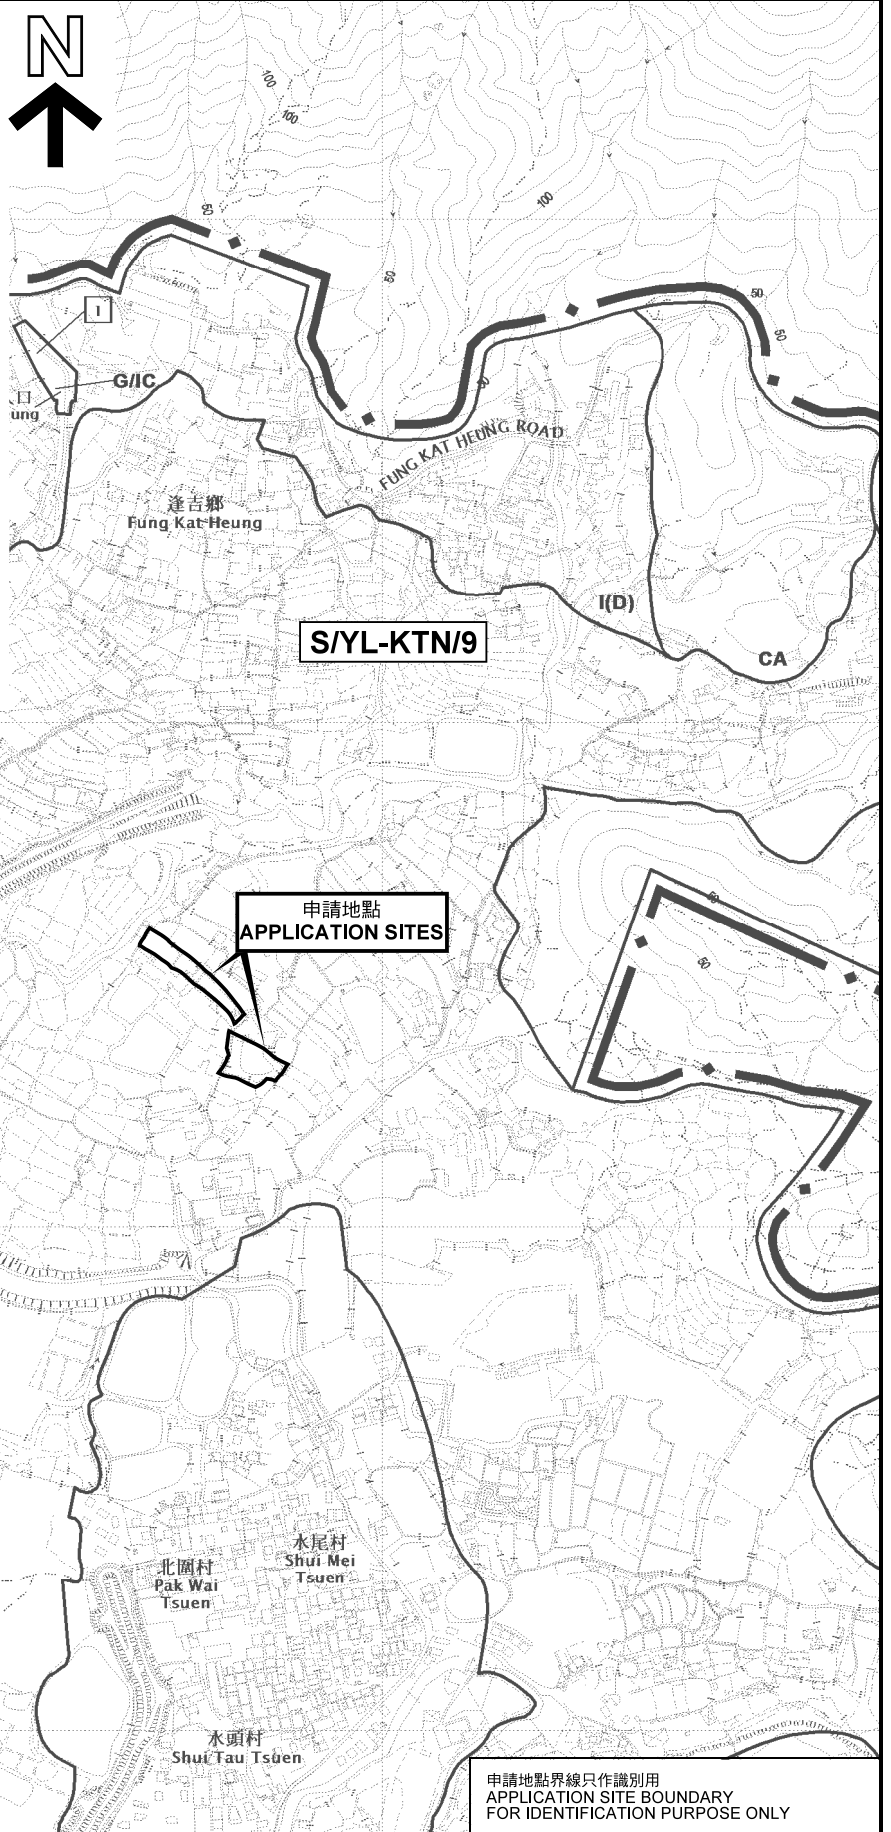 N
100
100
100
50
50
50
50
50
1
G/IC
口
ung
FUNG KAT HEUNG ROAD
逢吉鄉
Fung Kat Heung
I(D)
S/YL-KTN/9
CA
申請地點
APPLICATION SITES
50
50
水尾村
Shui Mei
Tsuen
北圍村
Pak Wai
Tsuen
水頭村
Shui Tau Tsuen
申請地點界線只作識別用
APPLICATION SITE BOUNDARY
FOR IDENTIFICATION PURPOSE ONLY